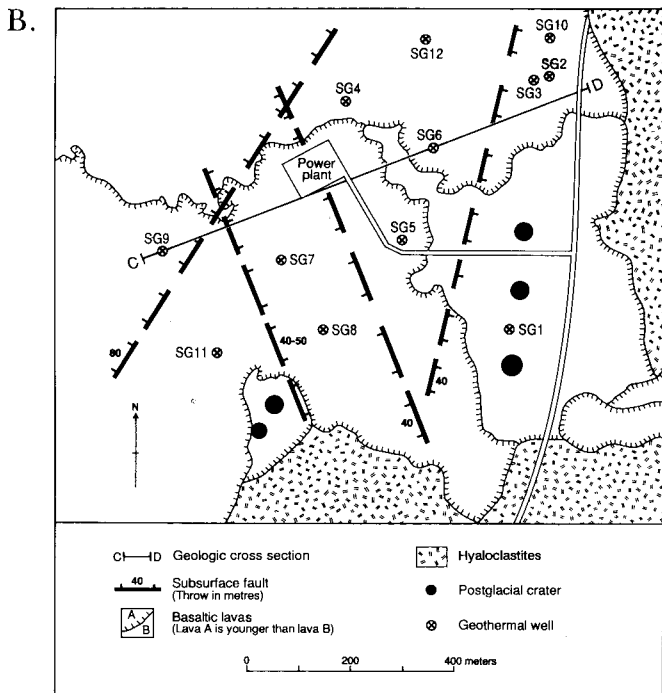 B.
SG10
SG12
SG2
SG3
SG4
D
SG6
Power
plant
SG5
SG9
C
SG7
40-50
SG8
SG1
80
SG11
40
40
N
C D Geologic cross section
Hyaloclastites
40 Subsurface fault
(Throw in metres)
Postglacial crater
A
B
Basaltic lavas
(Lava A is younger than lava B)
Geothermal well
0 200 400 meters